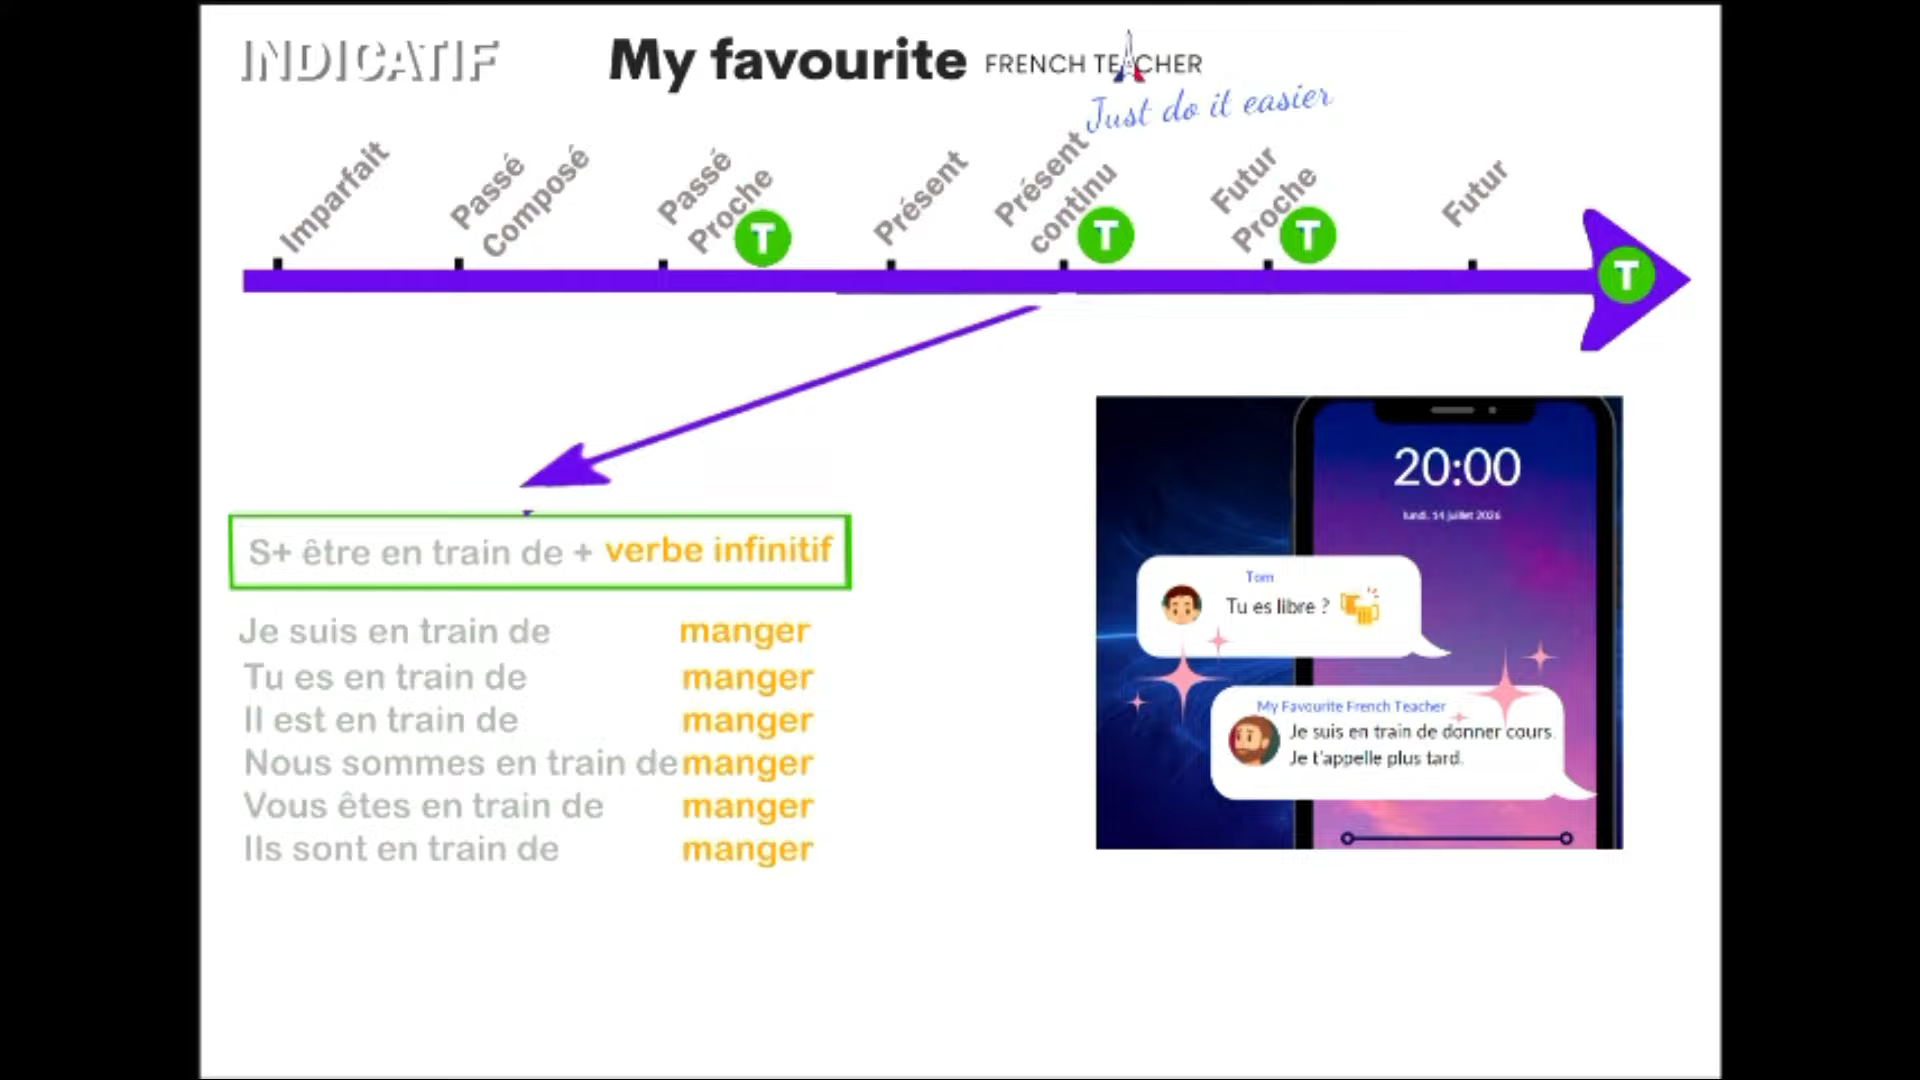 INDICATIF
My favourite FRENCH TEACHER
Just do it easier
Imparfait
Passé
Composé
Passé
Proche
T
Présent
Présent
continu
T
Futur
Proche
T
Futur
T
S+ être en train de + verbe infinitif
Je suis en train de manger
Tu es en train de manger
Il est en train de manger
Nous sommes en train de manger
Vous êtes en train de manger
Ils sont en train de manger
20:00
lundi, 14 juillet 2026
Tom
Tu es libre ?
My Favourite French Teacher
Je suis en train de donner cours.
Je t'appelle plus tard.